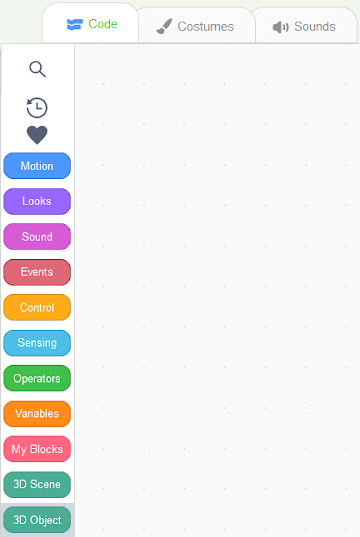 Code
Costumes
Sounds
Motion
Looks
Sound
Events
Control
Sensing
Operators
Variables
My Blocks
3D Scene
3D Object